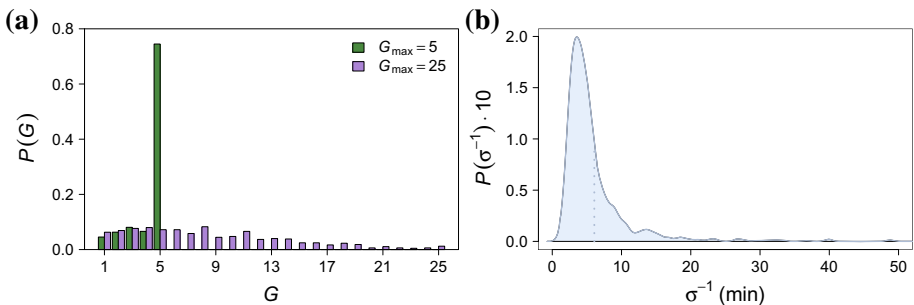 (a)
0.8
0.6
0.4
0.2
0.0
P(G)
1 5 9 13 17 21 25
G
G_max = 5
G_max = 25
(b)
2.0
1.5
1.0
0.5
0.0
P(σ⁻¹) · 10
0 10 20 30 40 50
σ⁻¹ (min)